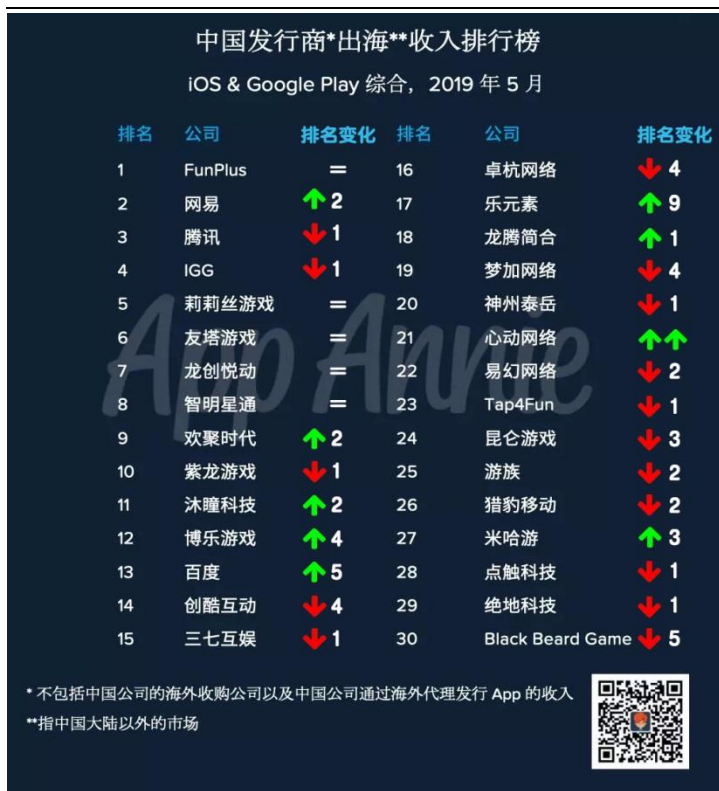 中国发行商*出海**收入排行榜
iOS & Google Play 综合，2019 年 5 月
排名 公司 排名变化 排名 公司 排名变化
1 FunPlus = 16 卓杭网络 ↓ 4
2 网易 ↑ 2 17 乐元素 ↑ 9
3 腾讯 ↓ 1 18 龙腾简合 ↑ 1
4 IGG ↓ 1 19 梦加网络 ↓ 4
5 莉莉丝游戏 = 20 神州泰岳 ↓ 1
6 友塔游戏 = 21 心动网络 ↑↑
7 龙创悦动 = 22 易幻网络 ↓ 2
8 智明星通 = 23 Tap4Fun ↓ 1
9 欢聚时代 ↑ 2 24 昆仑游戏 ↓ 3
10 紫龙游戏 ↓ 1 25 游族 ↓ 2
11 沐瞳科技 ↑ 2 26 猎豹移动 ↓ 2
12 博乐游戏 ↑ 4 27 米哈游 ↑ 3
13 百度 ↑ 5 28 点触科技 ↓ 1
14 创酷互动 ↓ 4 29 绝地科技 ↓ 1
15 三七互娱 ↓ 1 30 Black Beard Game ↓ 5
App Annie
* 不包括中国公司的海外收购公司以及中国公司通过海外代理发行 App 的收入
**指中国大陆以外的市场